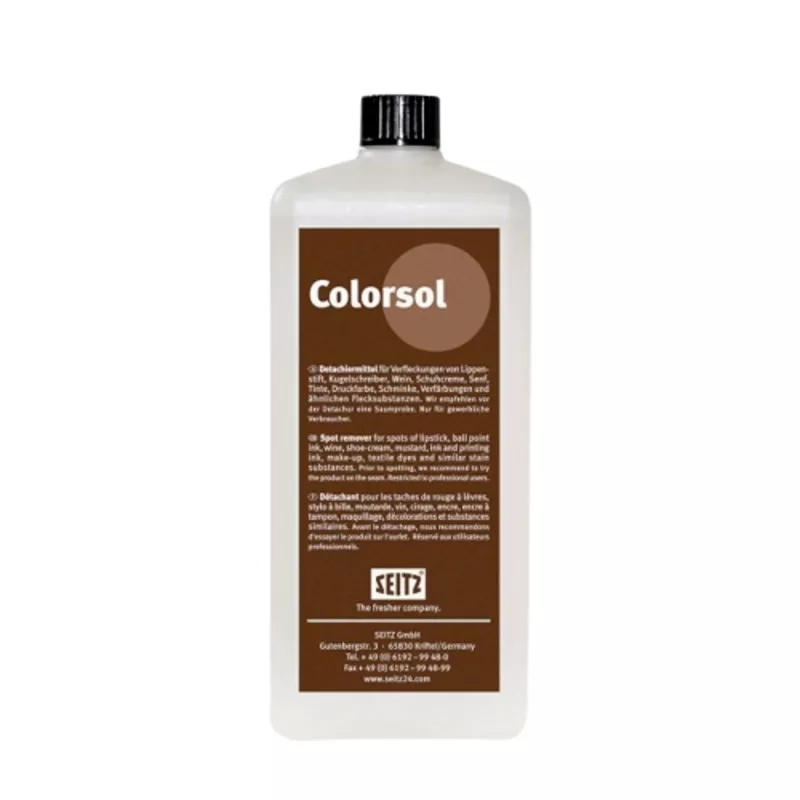 Colorsol
Ⓓ Detachiermittel für Verfleckungen von Lippen-
stift, Kugelschreiber, Wein, Schuhcreme, Senf,
Tinte, Druckfarbe, Schminke, Verfärbungen und
ähnlichen Flecksubstanzen. Wir empfehlen vor
der Detachur eine Saumprobe. Nur für gewerbliche
Verbraucher.
Spot remover for spots of lipstick, ball point
ink, wine, shoe-cream, mustard, ink and printing
ink, make-up, textile dyes and similar stain
substances. Prior to spotting, we recommend to try
the product on the seam. Restricted to professional users.
Ⓕ Détachant pour les taches de rouge à lèvres,
stylo à bille, moutarde, vin, cirage, encre, encre à
tampon, maquillage, décolorations et substances
similaires. Avant le détachage, nous recommandons
d'essayer le produit sur l'ourlet. Réservé aux utilisateurs
professionnels.
SEITZ®
The fresher company.
SEITZ GmbH
Gutenbergstr. 3 · 65830 Kriftel/Germany
Tel. + 49 (0) 6192 – 99 48-0
Fax + 49 (0) 6192 – 99 48-99
www.seitz24.com